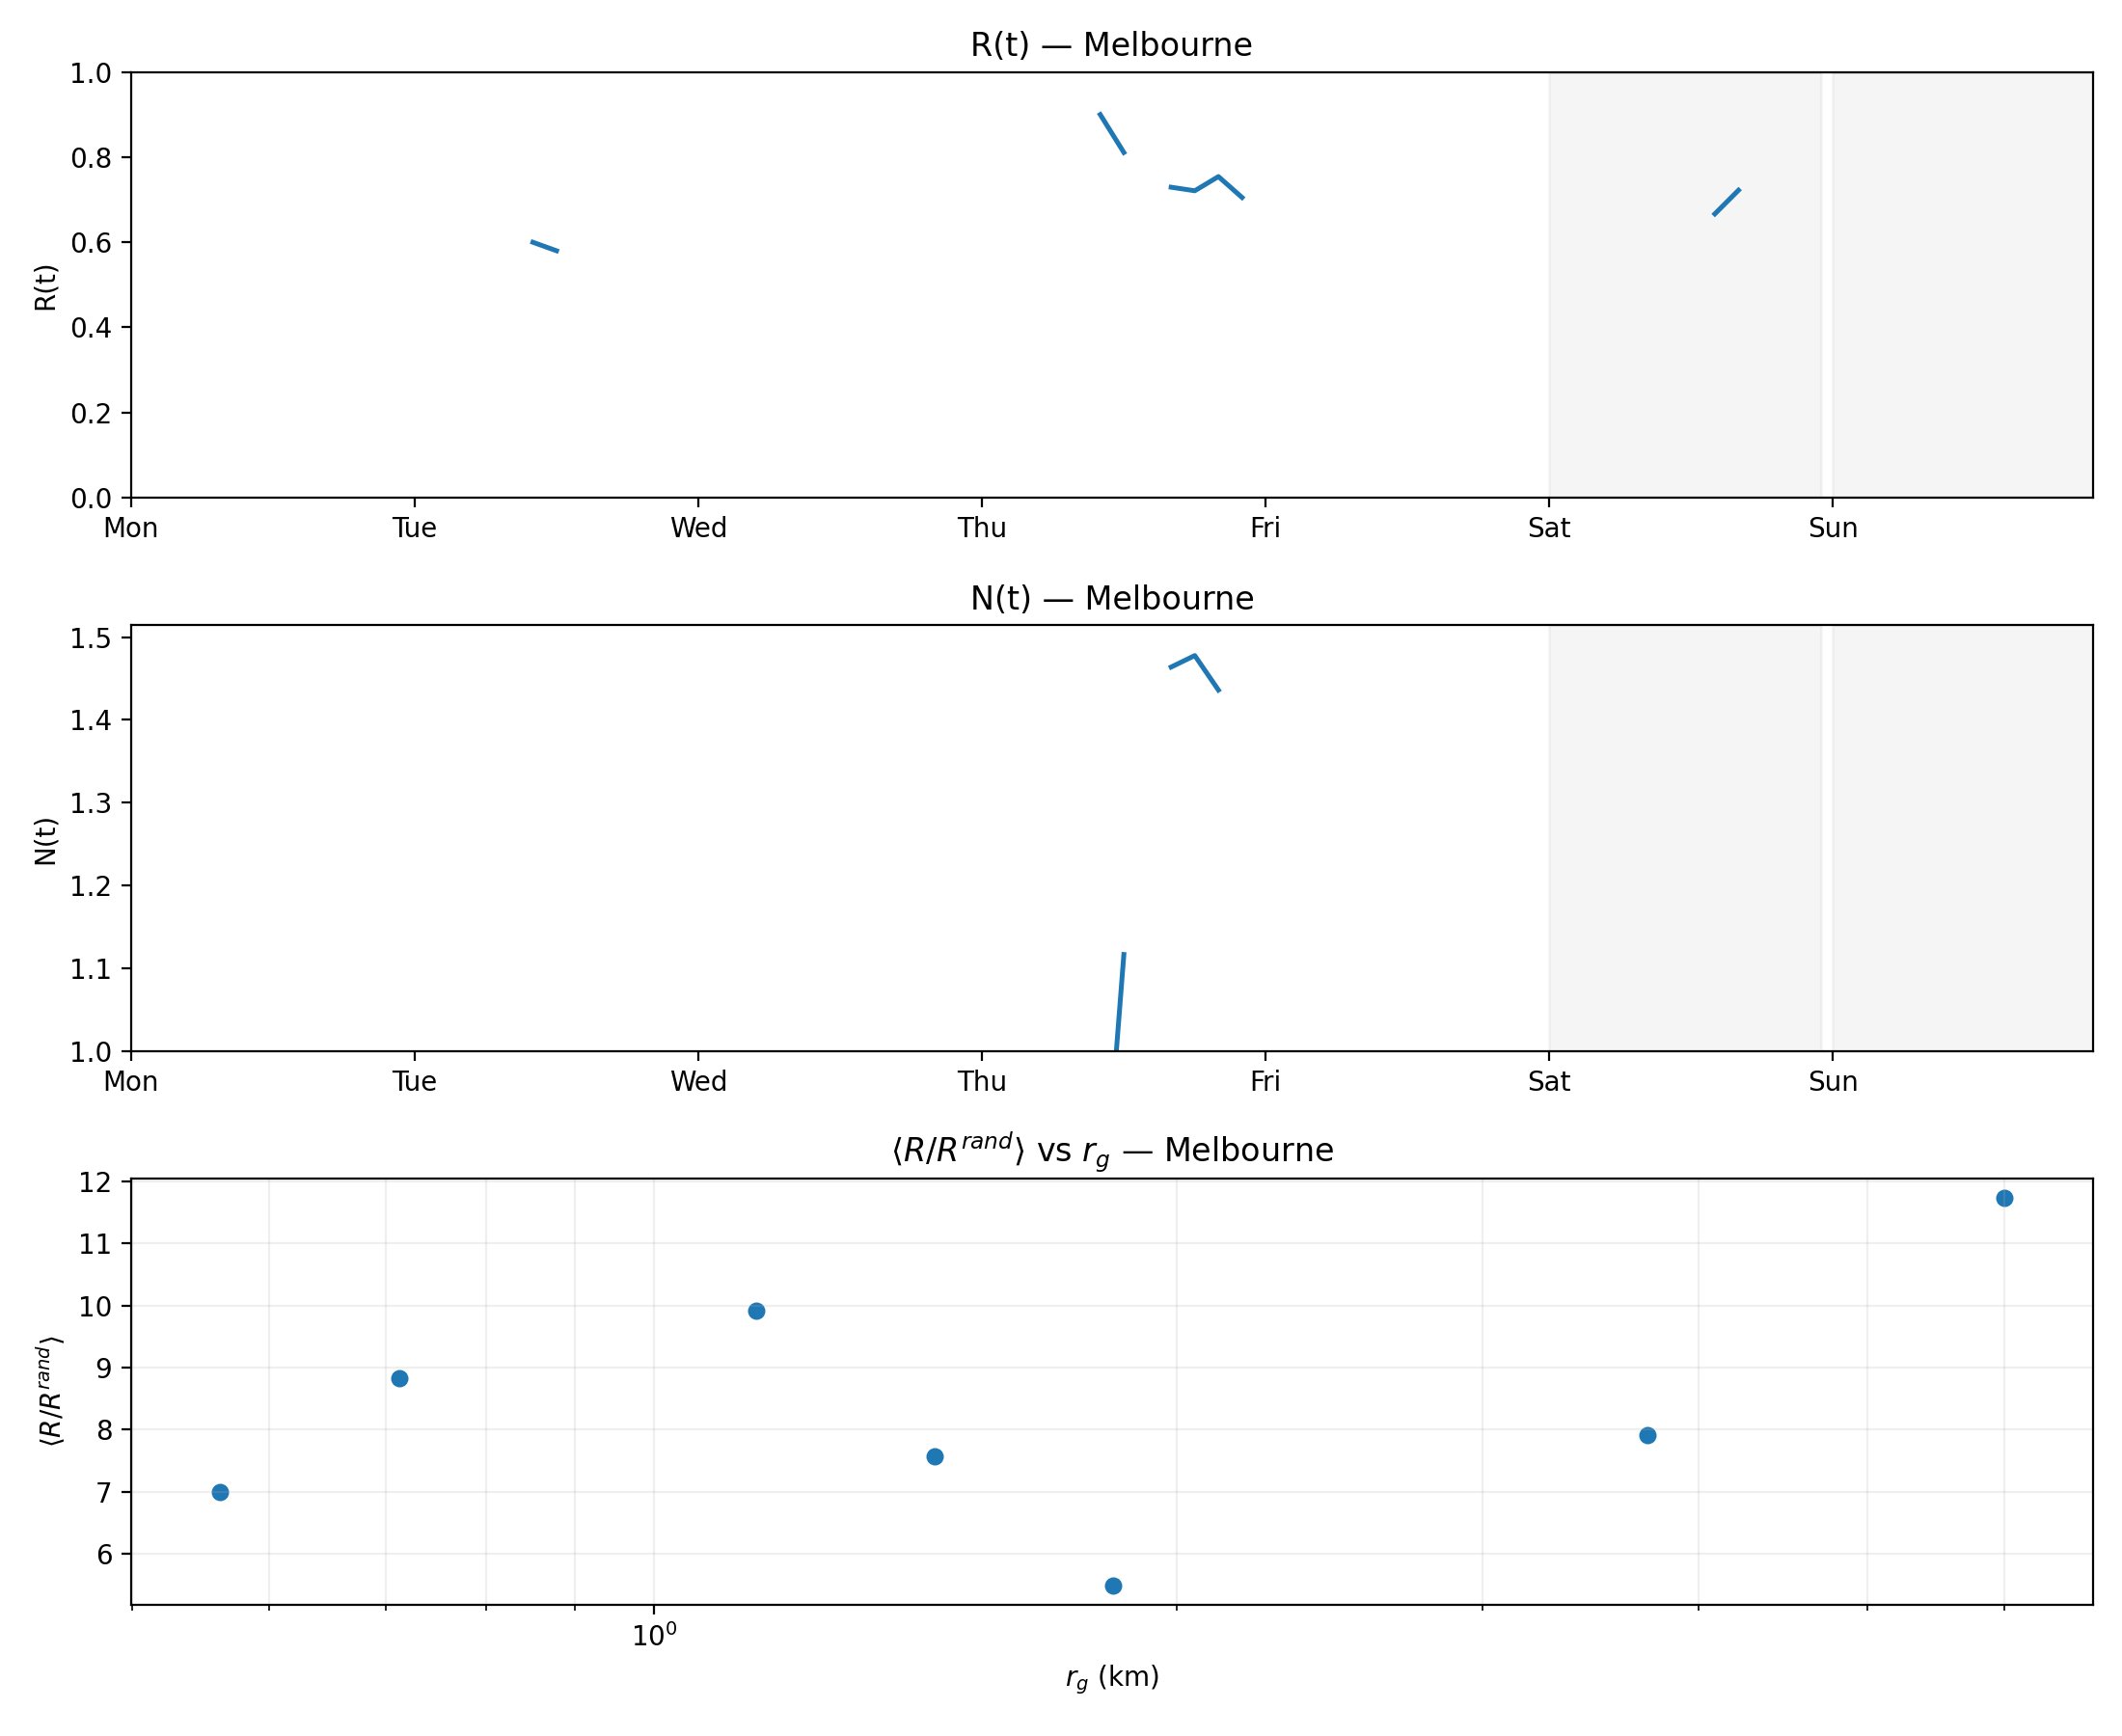 R(t) — Melbourne
1.0
0.8
0.6
0.4
0.2
0.0
R(t)
Mon Tue Wed Thu Fri Sat Sun
N(t) — Melbourne
1.5
1.4
1.3
1.2
1.1
1.0
N(t)
Mon Tue Wed Thu Fri Sat Sun
⟨R/R^rand⟩ vs r_g — Melbourne
12
11
10
9
8
7
6
⟨R/R^rand⟩
10^0
r_g (km)